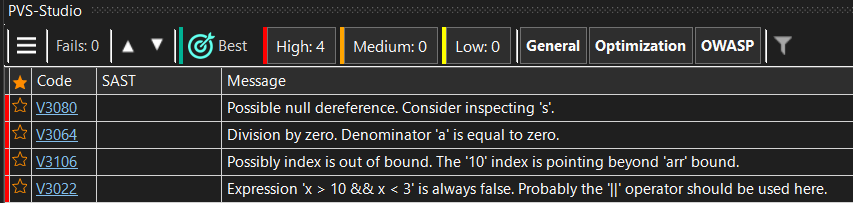 PVS-Studio
Fails: 0 Best High: 4 Medium: 0 Low: 0 General Optimization OWASP
Code SAST Message
V3080 Possible null dereference. Consider inspecting 's'.
V3064 Division by zero. Denominator 'a' is equal to zero.
V3106 Possibly index is out of bound. The '10' index is pointing beyond 'arr' bound.
V3022 Expression 'x > 10 && x < 3' is always false. Probably the '||' operator should be used here.